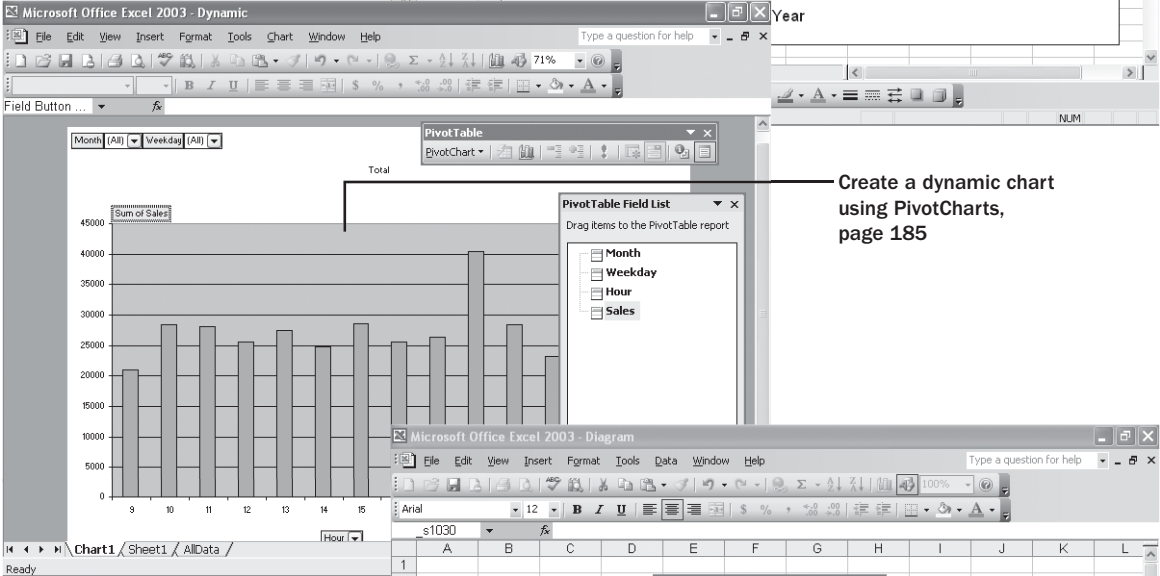 Microsoft Office Excel 2003 - Dynamic
Year
File Edit View Insert Format Tools Chart Window Help
Type a question for help
71%
B I U $ %
Field Button ... fx
A
NUM
Month (All) Weekday (All)
PivotTable
PivotChart
Total
Create a dynamic chart
using PivotCharts,
page 185
PivotTable Field List
Drag items to the PivotTable report
Month
Weekday
Hour
Sales
Sum of Sales
45000
40000
35000
30000
25000
20000
15000
10000
5000
0
9 10 11 12 13 14 15
Hour
Chart1 Sheet1 AllData
Ready
Microsoft Office Excel 2003 - Diagram
File Edit View Insert Format Tools Data Window Help
Type a question for help
100%
Arial 12 B I U $ %
_s1030 fx
A B C D E F G H I J K L
1